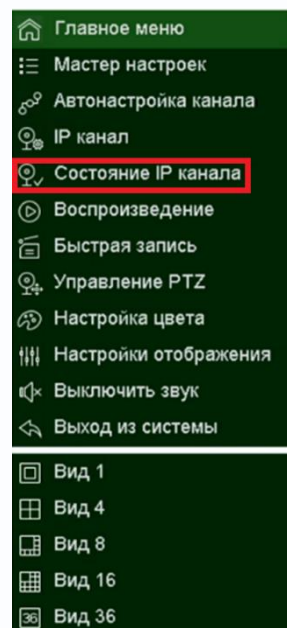 Главное меню
Мастер настроек
Автонастройка канала
IP канал
Состояние IP канала
Воспроизведение
Быстрая запись
Управление PTZ
Настройка цвета
Настройки отображения
Выключить звук
Выход из системы
Вид 1
Вид 4
Вид 8
Вид 16
36 Вид 36